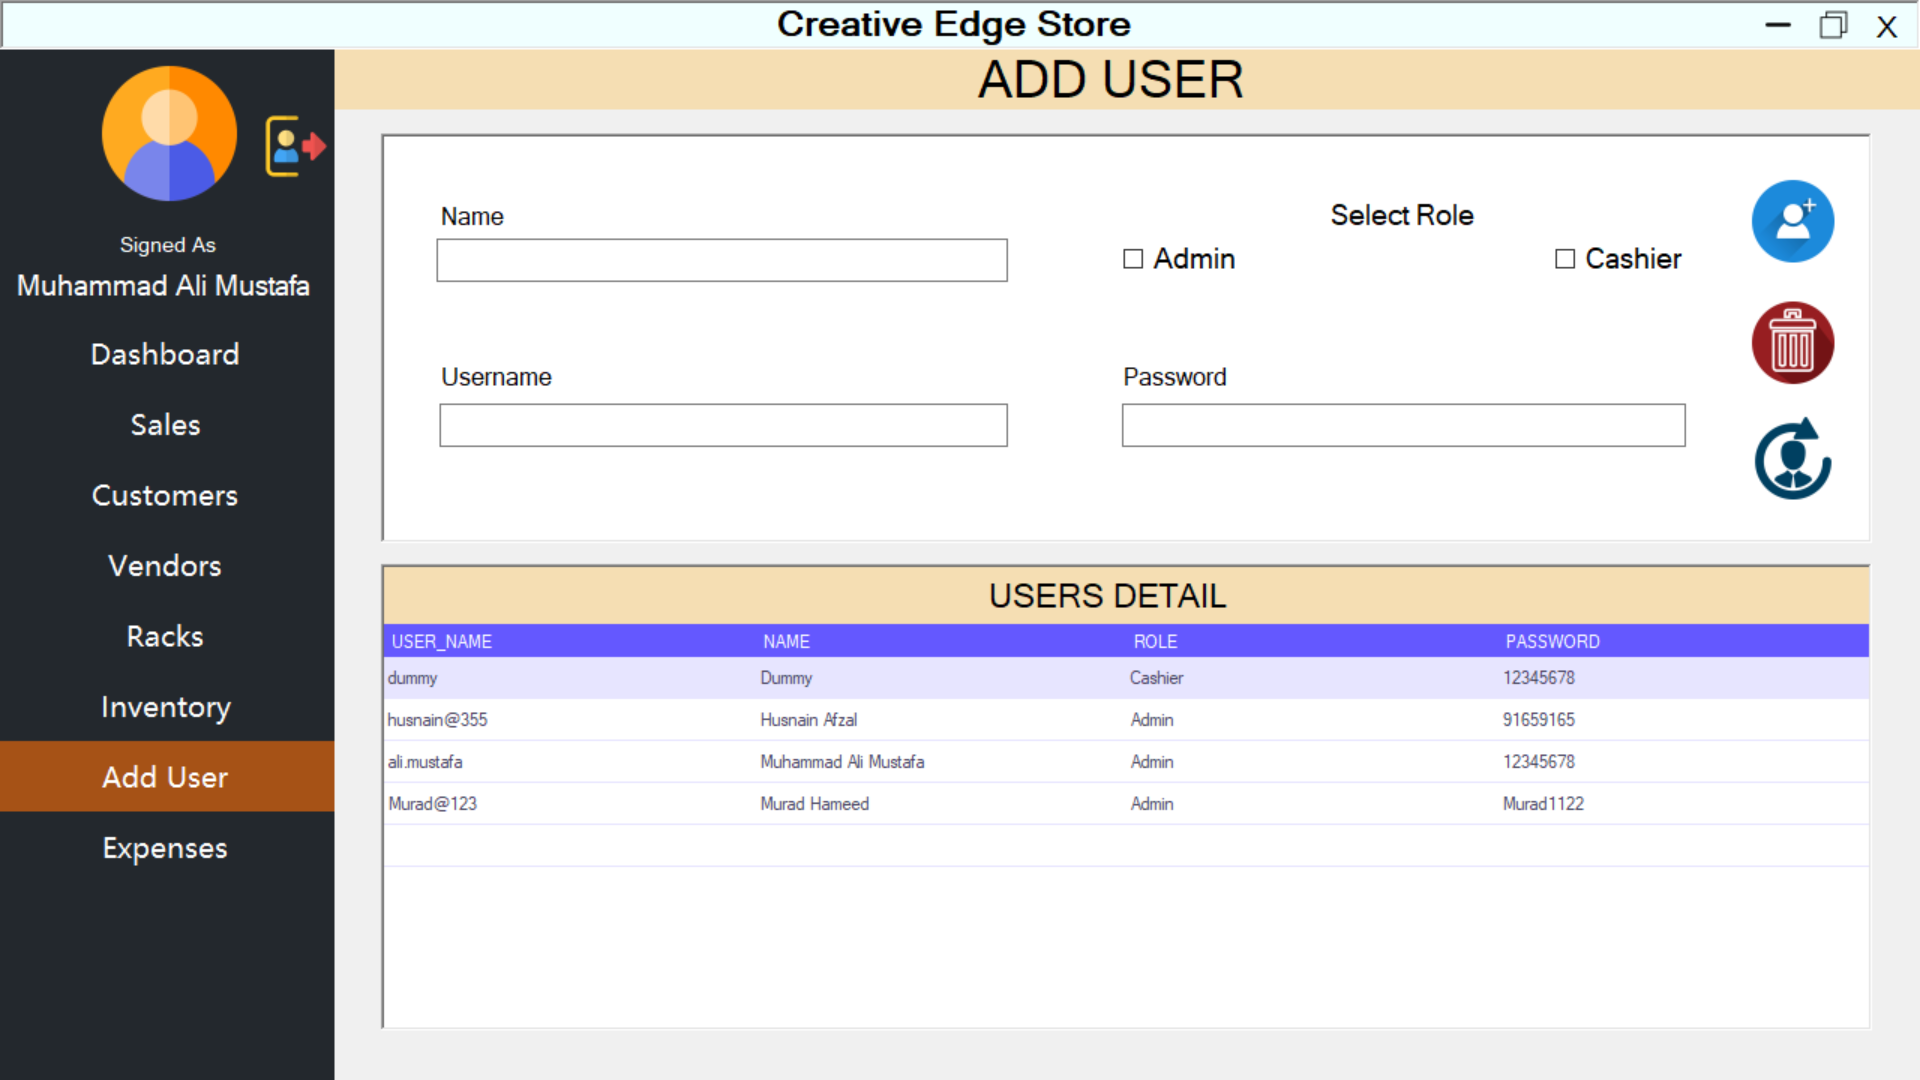 Creative Edge Store
X
ADD USER
Signed As
Muhammad Ali Mustafa
Dashboard
Sales
Customers
Vendors
Racks
Inventory
Add User
Expenses
Name
Select Role
Admin
Cashier
Username
Password
USERS DETAIL
USER_NAME NAME ROLE PASSWORD
dummy Dummy Cashier 12345678
husnain@355 Husnain Afzal Admin 91659165
ali.mustafa Muhammad Ali Mustafa Admin 12345678
Murad@123 Murad Hameed Admin Murad1122